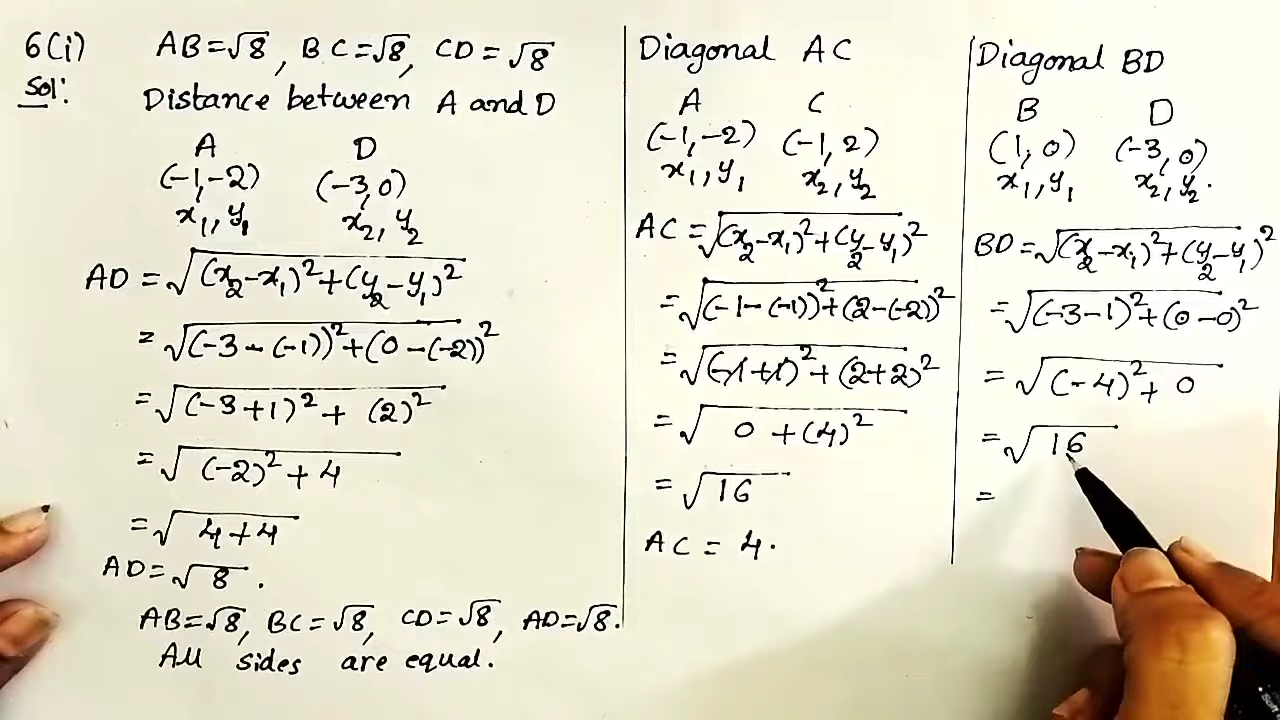 6(i) AB=√8, BC=√8, CD=√8
Sol:
Distance between A and D
A D
(-1,-2) (-3,0)
x₁,y₁ x₂,y₂
AD = √(x₂-x₁)²+(y₂-y₁)²
= √(-3-(-1))²+(0-(-2))²
= √(-3+1)²+ (2)²
= √(-2)²+4
= √4+4
AD=√8.
AB=√8, BC=√8, CD=√8, AD=√8.
All sides are equal.
Diagonal AC
A C
(-1,-2) (-1,2)
x₁,y₁ x₂,y₂
AC =√(x₂-x₁)²+(y₂-y₁)²
=√(-1-(-1))²+(2-(-2))²
=√(-1+1)²+(2+2)²
=√0+(4)²
=√16
AC = 4.
Diagonal BD
B D
(1,0) (-3,0)
x₁,y₁ x₂,y₂.
BD=√(x₂-x₁)²+(y₂-y₁)²
=√(-3-1)²+(0-0)²
= √(-4)²+0
=√16
=